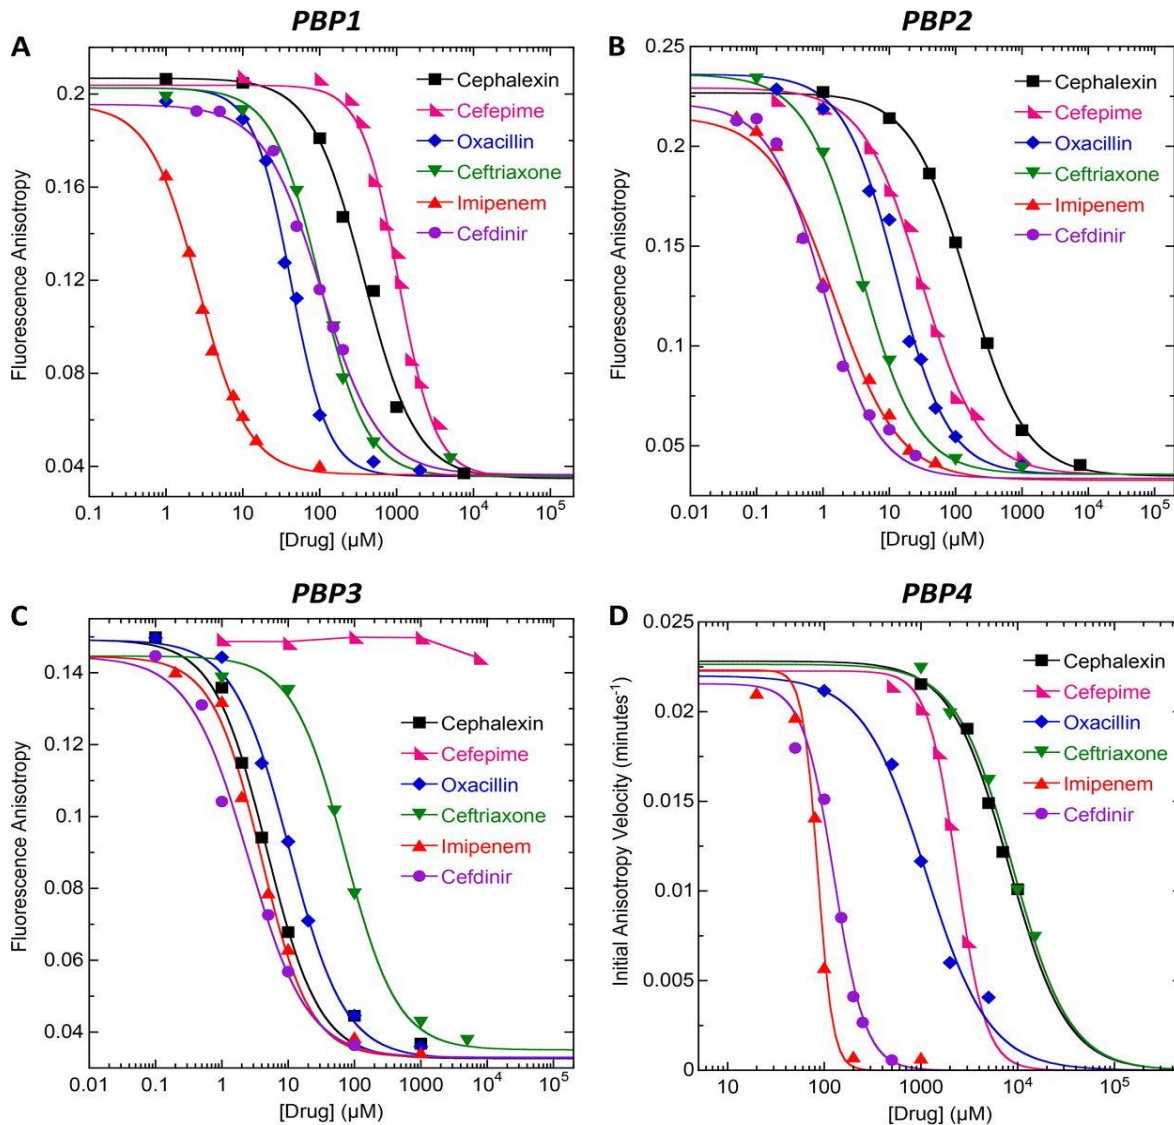 PBP1
A
Cephalexin
Cefepime
Oxacillin
Ceftriaxone
Imipenem
Cefdinir
Fluorescence Anisotropy
0.2
0.16
0.12
0.08
0.04
0.1 1 10 100 1000 10⁵
[Drug] (µM)
PBP2
B
Cephalexin
Cefepime
Oxacillin
Ceftriaxone
Imipenem
Cefdinir
Fluorescence Anisotropy
0.25
0.2
0.15
0.1
0.05
0.01 1 10 100 1000 10⁵
[Drug] (µM)
PBP3
C
Cephalexin
Cefepime
Oxacillin
Ceftriaxone
Imipenem
Cefdinir
Fluorescence Anisotropy
0.14
0.12
0.1
0.08
0.06
0.04
0.01 0.1 1 10 100 1000 10⁵
[Drug] (µM)
PBP4
D
Cephalexin
Cefepime
Oxacillin
Ceftriaxone
Imipenem
Cefdinir
Initial Anisotropy Velocity (minutes⁻¹)
0.025
0.02
0.015
0.01
0.005
0
10 100 1000 10⁴ 10⁵
[Drug] (µM)